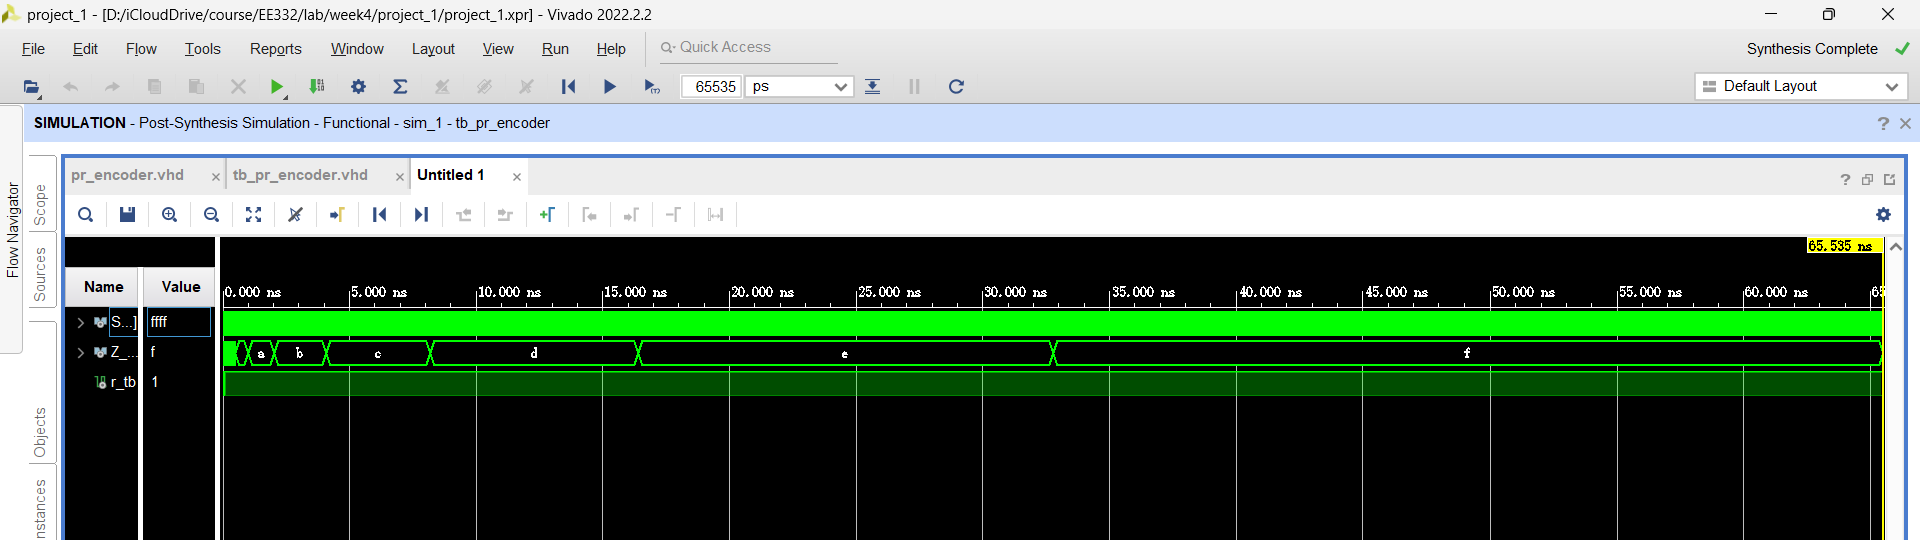 project_1 - [D:/iCloudDrive/course/EE332/lab/week4/project_1/project_1.xpr] - Vivado 2022.2.2
File Edit Flow Tools Reports Window Layout View Run Help Quick Access Synthesis Complete
65535 ps Default Layout
SIMULATION - Post-Synthesis Simulation - Functional - sim_1 - tb_pr_encoder
Flow Navigator
Scope
Sources
Objects
nstances
pr_encoder.vhd tb_pr_encoder.vhd Untitled 1
65.535 ns
Name Value 0.000 ns 5.000 ns 10.000 ns 15.000 ns 20.000 ns 25.000 ns 30.000 ns 35.000 ns 40.000 ns 45.000 ns 50.000 ns 55.000 ns 60.000 ns 65
S...] ffff
Z_... f a b c d e f
r_tb 1